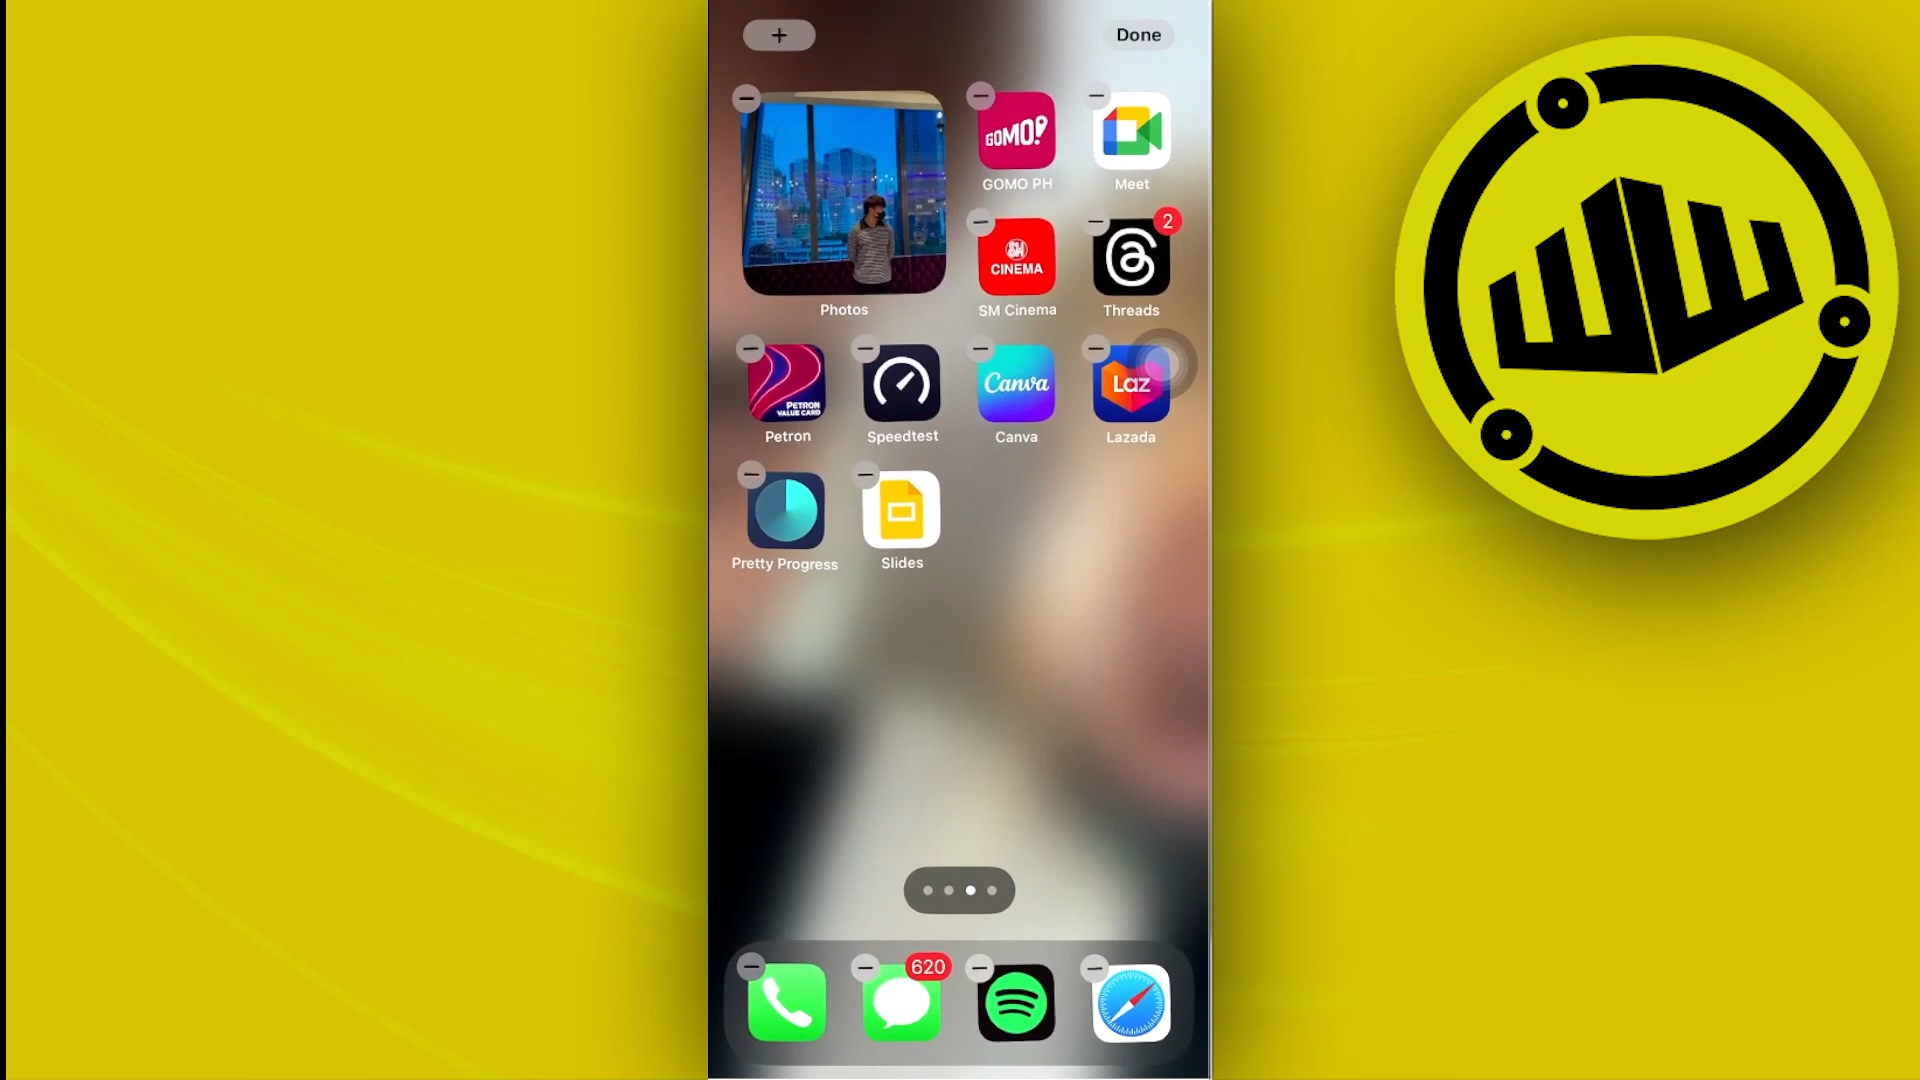 + Done
GOMO!
GOMO PH
Meet
SM
CINEMA
2
Photos
SM Cinema
Threads
PETRON
VALUE CARD
Canva
Laz
Petron
Speedtest
Canva
Lazada
Pretty Progress
Slides
620